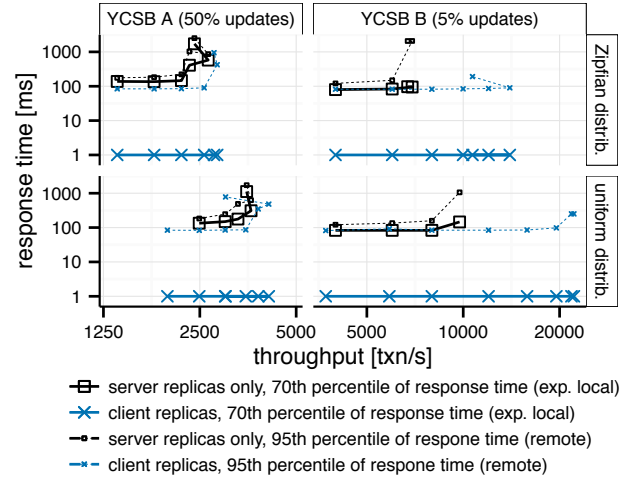 YCSB A (50% updates)
YCSB B (5% updates)
1000
100
10
1
Zipfian distrib.
1000
100
10
1
uniform distrib.
response time [ms]
1250
2500
5000
5000
10000
20000
throughput [txn/s]
server replicas only, 70th percentile of response time (exp. local)
client replicas, 70th percentile of response time (exp. local)
server replicas only, 95th percentile of respone time (remote)
client replicas, 95th percentile of respone time (remote)